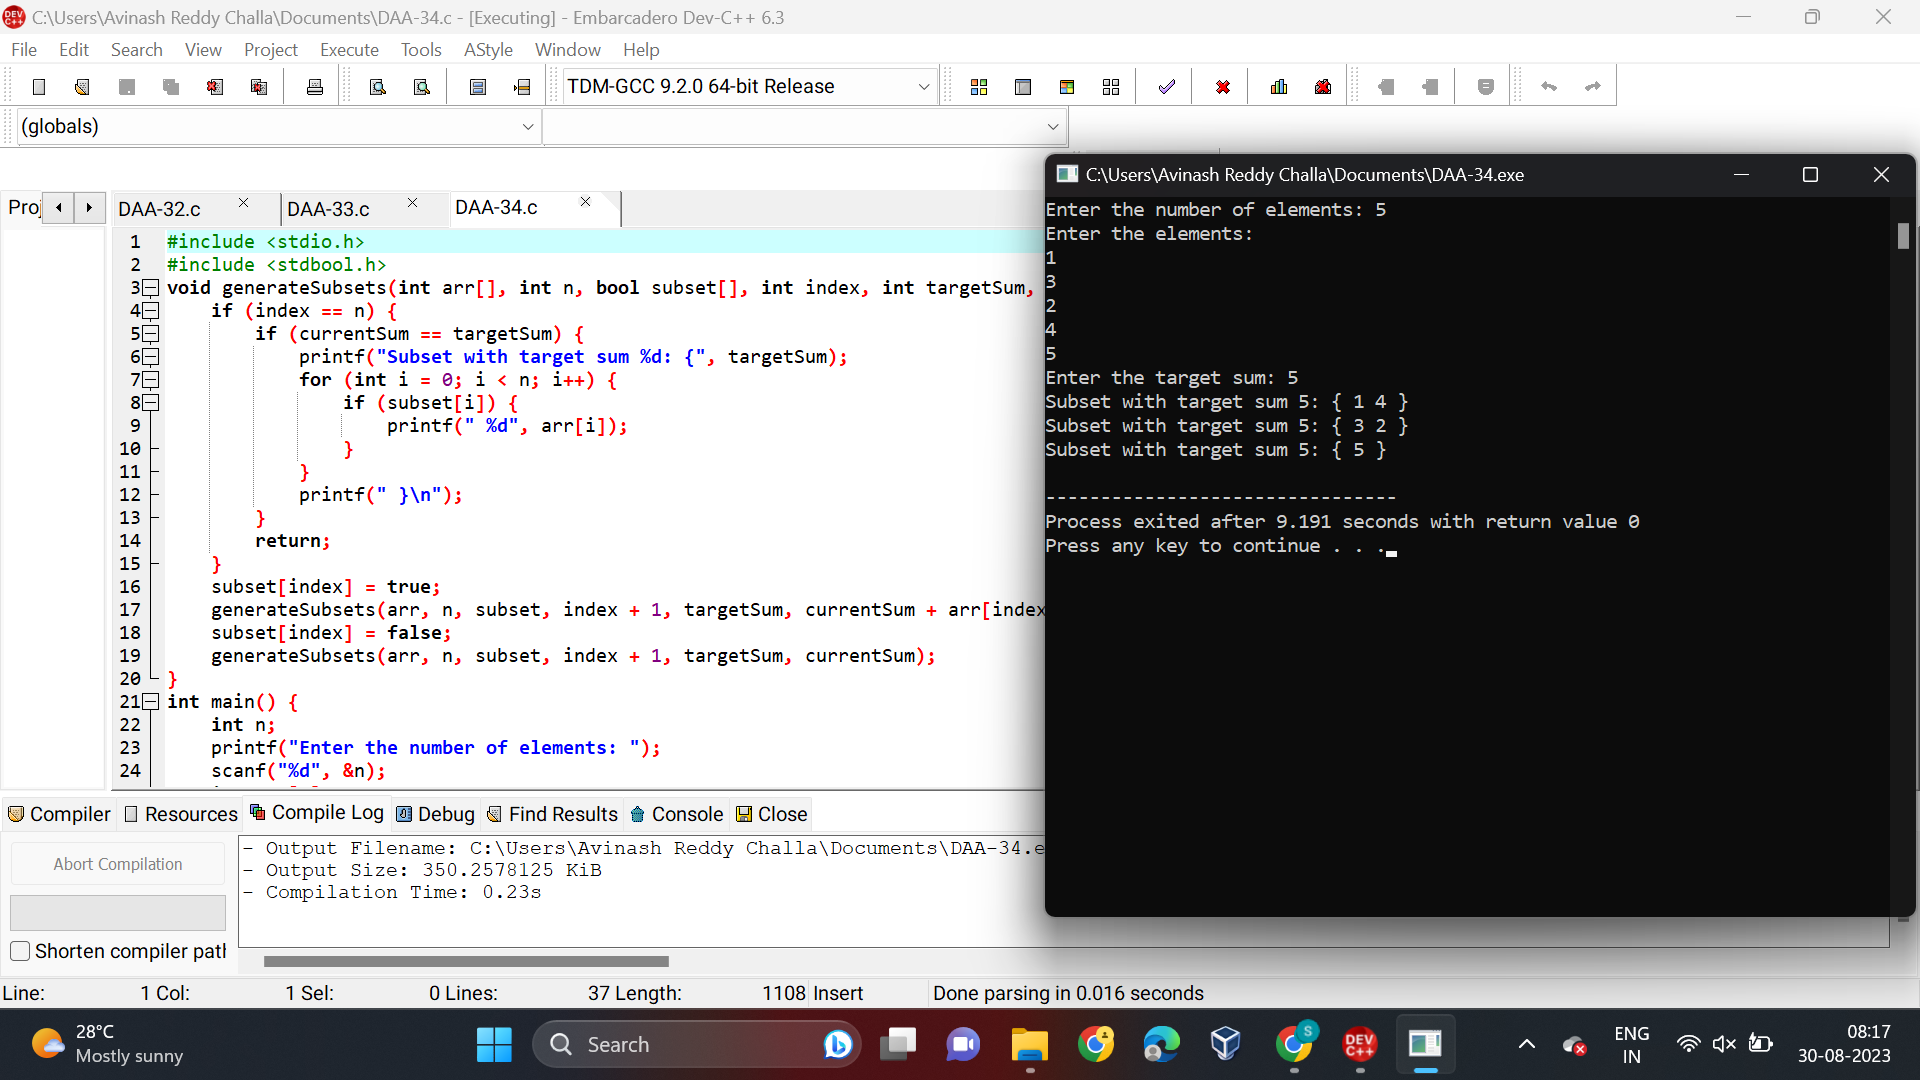 C:\Users\Avinash Reddy Challa\Documents\DAA-34.c - [Executing] - Embarcadero Dev-C++ 6.3
File Edit Search View Project Execute Tools AStyle Window Help
TDM-GCC 9.2.0 64-bit Release
(globals)
Proj DAA-32.c DAA-33.c DAA-34.c
1 #include <stdio.h>
2 #include <stdbool.h>
3 void generateSubsets(int arr[], int n, bool subset[], int index, int targetSum,
4 if (index == n) {
5 if (currentSum == targetSum) {
6 printf("Subset with target sum %d: {", targetSum);
7 for (int i = 0; i < n; i++) {
8 if (subset[i]) {
9 printf(" %d", arr[i]);
10 }
11 }
12 printf(" }\n");
13 }
14 return;
15 }
16 subset[index] = true;
17 generateSubsets(arr, n, subset, index + 1, targetSum, currentSum + arr[index
18 subset[index] = false;
19 generateSubsets(arr, n, subset, index + 1, targetSum, currentSum);
20 }
21 int main() {
22 int n;
23 printf("Enter the number of elements: ");
24 scanf("%d", &n);
C:\Users\Avinash Reddy Challa\Documents\DAA-34.exe
Enter the number of elements: 5
Enter the elements:
1
3
2
4
5
Enter the target sum: 5
Subset with target sum 5: { 1 4 }
Subset with target sum 5: { 3 2 }
Subset with target sum 5: { 5 }
--------------------------------
Process exited after 9.191 seconds with return value 0
Press any key to continue . . .
Compiler Resources Compile Log Debug Find Results Console Close
Abort Compilation
Shorten compiler path
- Output Filename: C:\Users\Avinash Reddy Challa\Documents\DAA-34.e
- Output Size: 350.2578125 KiB
- Compilation Time: 0.23s
Line: 1 Col: 1 Sel: 0 Lines: 37 Length: 1108 Insert Done parsing in 0.016 seconds
28°C
Mostly sunny
Search
S
DEV C++
ENG
IN
08:17
30-08-2023